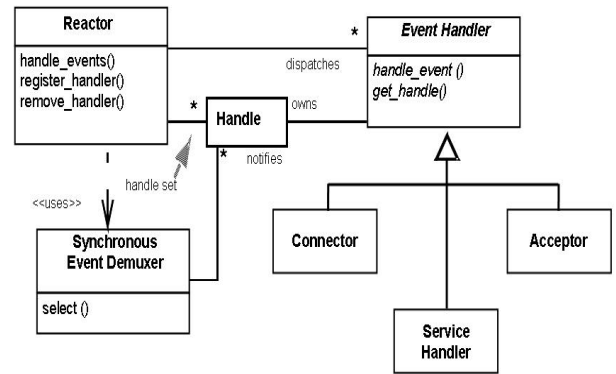 Reactor
handle_events()
register_handler()
remove_handler()
*
dispatches
Event Handler
handle_event ()
get_handle()
*
Handle
owns
*
notifies
handle set
<<uses>>
Synchronous
Event Demuxer
select ()
Connector
Acceptor
Service
Handler